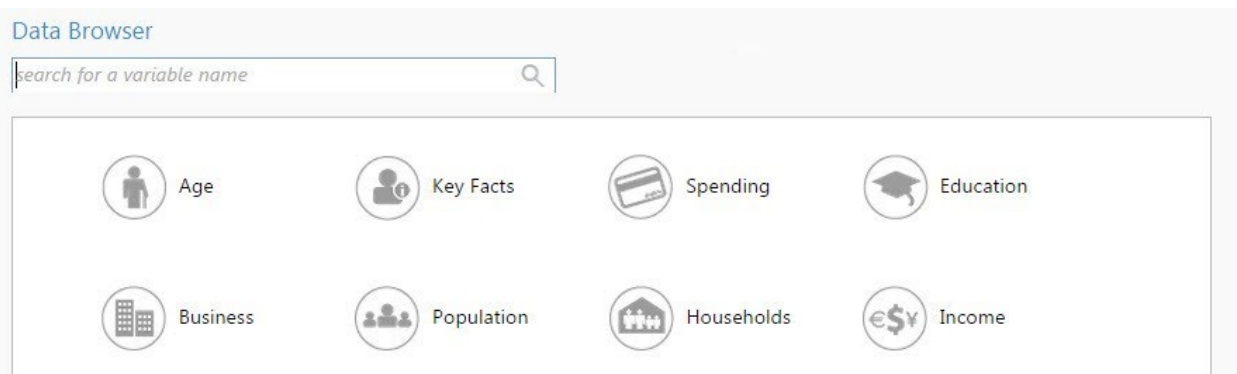 Data Browser
search for a variable name
Age Key Facts Spending Education
Business Population Households Income